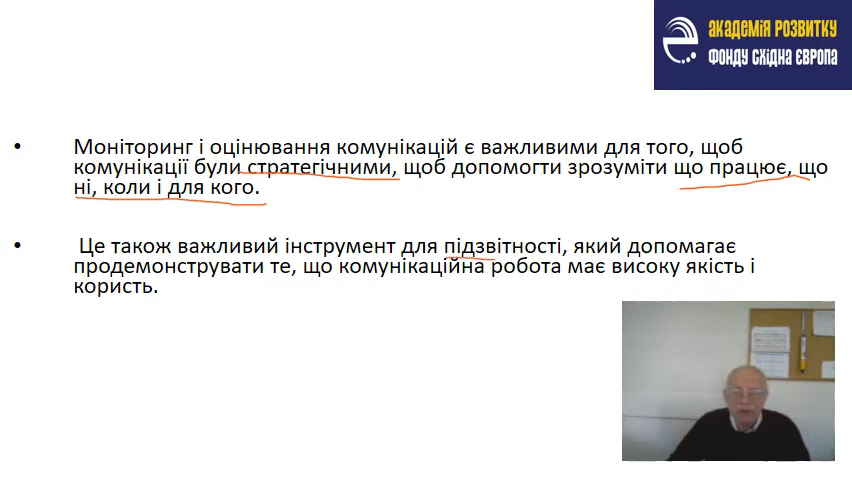 АКАДЕМІЯ РОЗВИТКУ
ФОНДУ СХІДНА ЄВРОПА
• Моніторинг і оцінювання комунікацій є важливими для того, щоб
комунікації були стратегічними, щоб допомогти зрозуміти що працює, що
ні, коли і для кого.
• Це також важливий інструмент для підзвітності, який допомагає
продемонструвати те, що комунікаційна робота має високу якість і
користь.